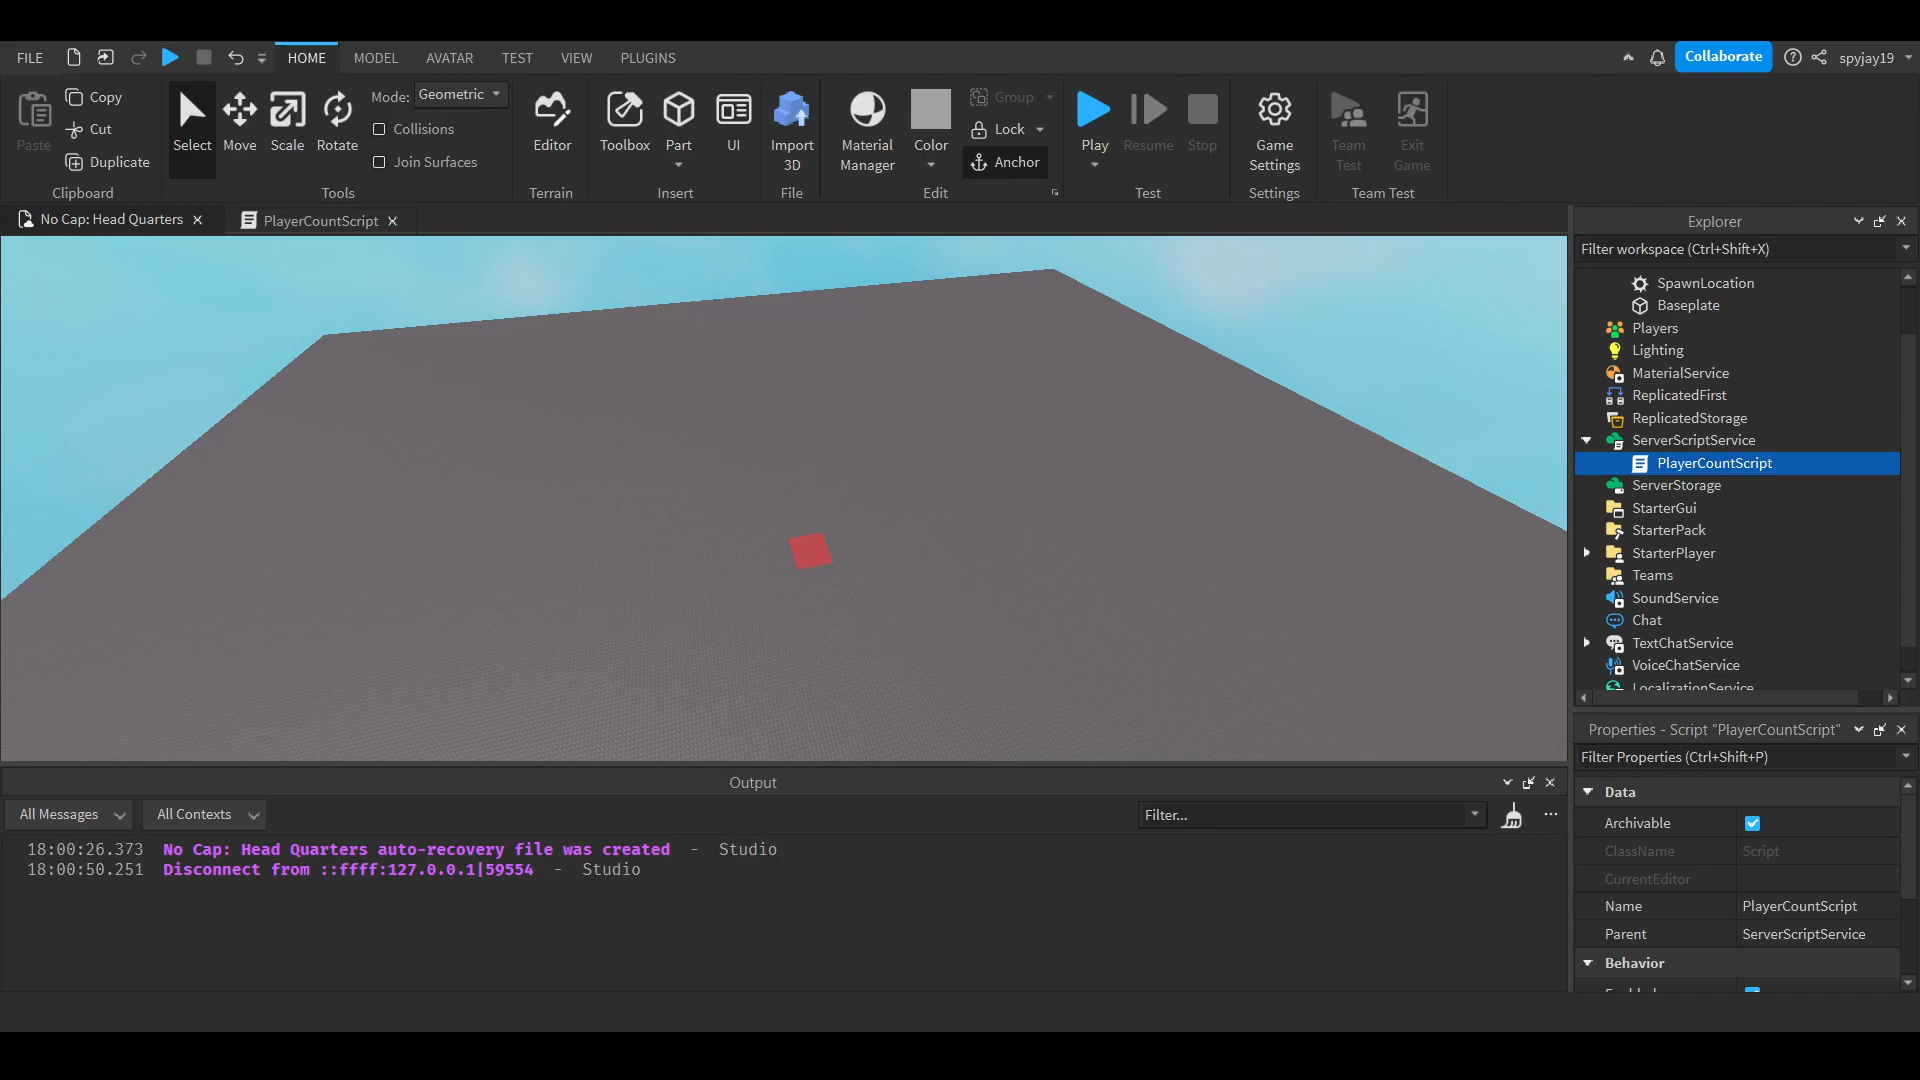 FILE
HOME
MODEL
AVATAR
TEST
VIEW
PLUGINS
Collaborate
spyjay19
Paste
Copy
Cut
Duplicate
Clipboard
Select
Move
Scale
Rotate
Mode: Geometric
Collisions
Join Surfaces
Tools
Editor
Terrain
Toolbox
Part
UI
Insert
Import
3D
File
Material
Manager
Color
Group
Lock
Anchor
Edit
Play
Resume
Stop
Test
Game
Settings
Settings
Team
Test
Exit
Game
Team Test
No Cap: Head Quarters
PlayerCountScript
Explorer
Filter workspace (Ctrl+Shift+X)
SpawnLocation
Baseplate
Players
Lighting
MaterialService
ReplicatedFirst
ReplicatedStorage
ServerScriptService
PlayerCountScript
ServerStorage
StarterGui
StarterPack
StarterPlayer
Teams
SoundService
Chat
TextChatService
VoiceChatService
LocalizationService
Properties - Script "PlayerCountScript"
Filter Properties (Ctrl+Shift+P)
Data
Archivable
ClassName Script
CurrentEditor
Name PlayerCountScript
Parent ServerScriptService
Behavior
Output
All Messages
All Contexts
Filter...
18:00:26.373 No Cap: Head Quarters auto-recovery file was created - Studio
18:00:50.251 Disconnect from ::ffff:127.0.0.1|59554 - Studio